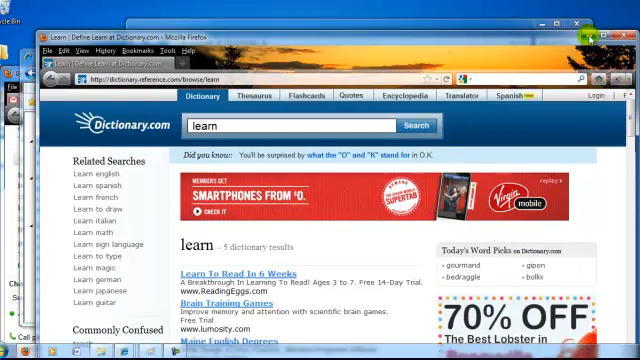 ecycle Bin
Learn | Define Learn at Dictionary.com - Mozilla Firefox
File Edit View History Bookmarks Tools Help
Learn | Define Learn at Dictionary.com
http://dictionary.reference.com/browse/learn
Dictionary Thesaurus Flashcards Quotes Encyclopedia Translator Spanish Login
Dictionary.com
learn
Search
Related Searches
Learn english
Learn spanish
Learn french
Learn to draw
Learn italian
Learn math
Learn sign language
Learn to type
Learn magic
Learn german
Learn japanese
Learn guitar
Commonly Confused
Did you know: You'll be surprised by what the "O" and "K" stand for in O.K.
MEMBERS GET
SMARTPHONES FROM $0.
CHECK IT
SUPERTAB
replay
Virgin
mobile
learn - 5 dictionary results
Learn To Read In 6 Weeks
A Breakthrough In Learning To Read! Ages 3 to 7. Free 14-Day Trial.
www.ReadingEggs.com
Brain Training Games
Improve memory and attention with scientific brain games.
Free Trial
www.lumosity.com
Maine English Degrees
Today's Word Picks on Dictionary.com
gourmand
gipon
bedraggle
bollix
70% OFF
The Best Lobster in
Call p